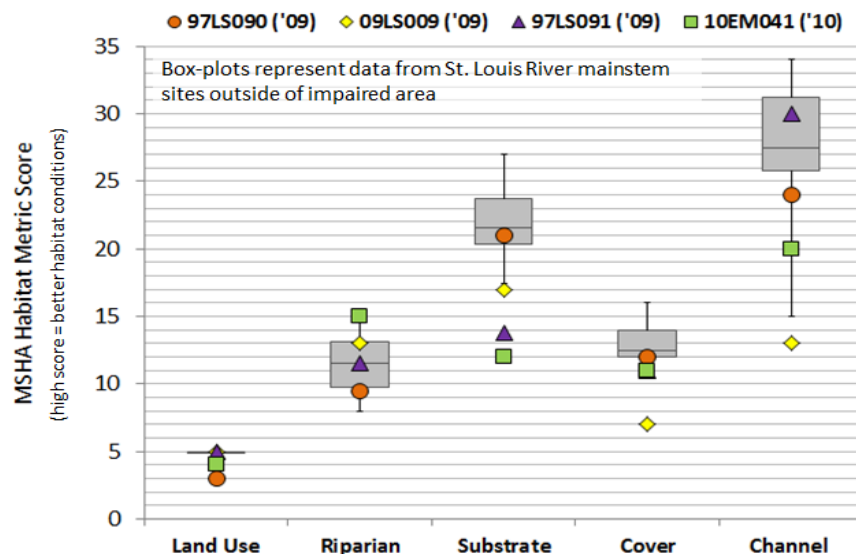 97LS090 ('09) 09LS009 ('09) 97LS091 ('09) 10EM041 ('10)
Box-plots represent data from St. Louis River mainstem
sites outside of impaired area
MSHA Habitat Metric Score
(high score = better habitat conditions)
35
30
25
20
15
10
5
0
Land Use Riparian Substrate Cover Channel